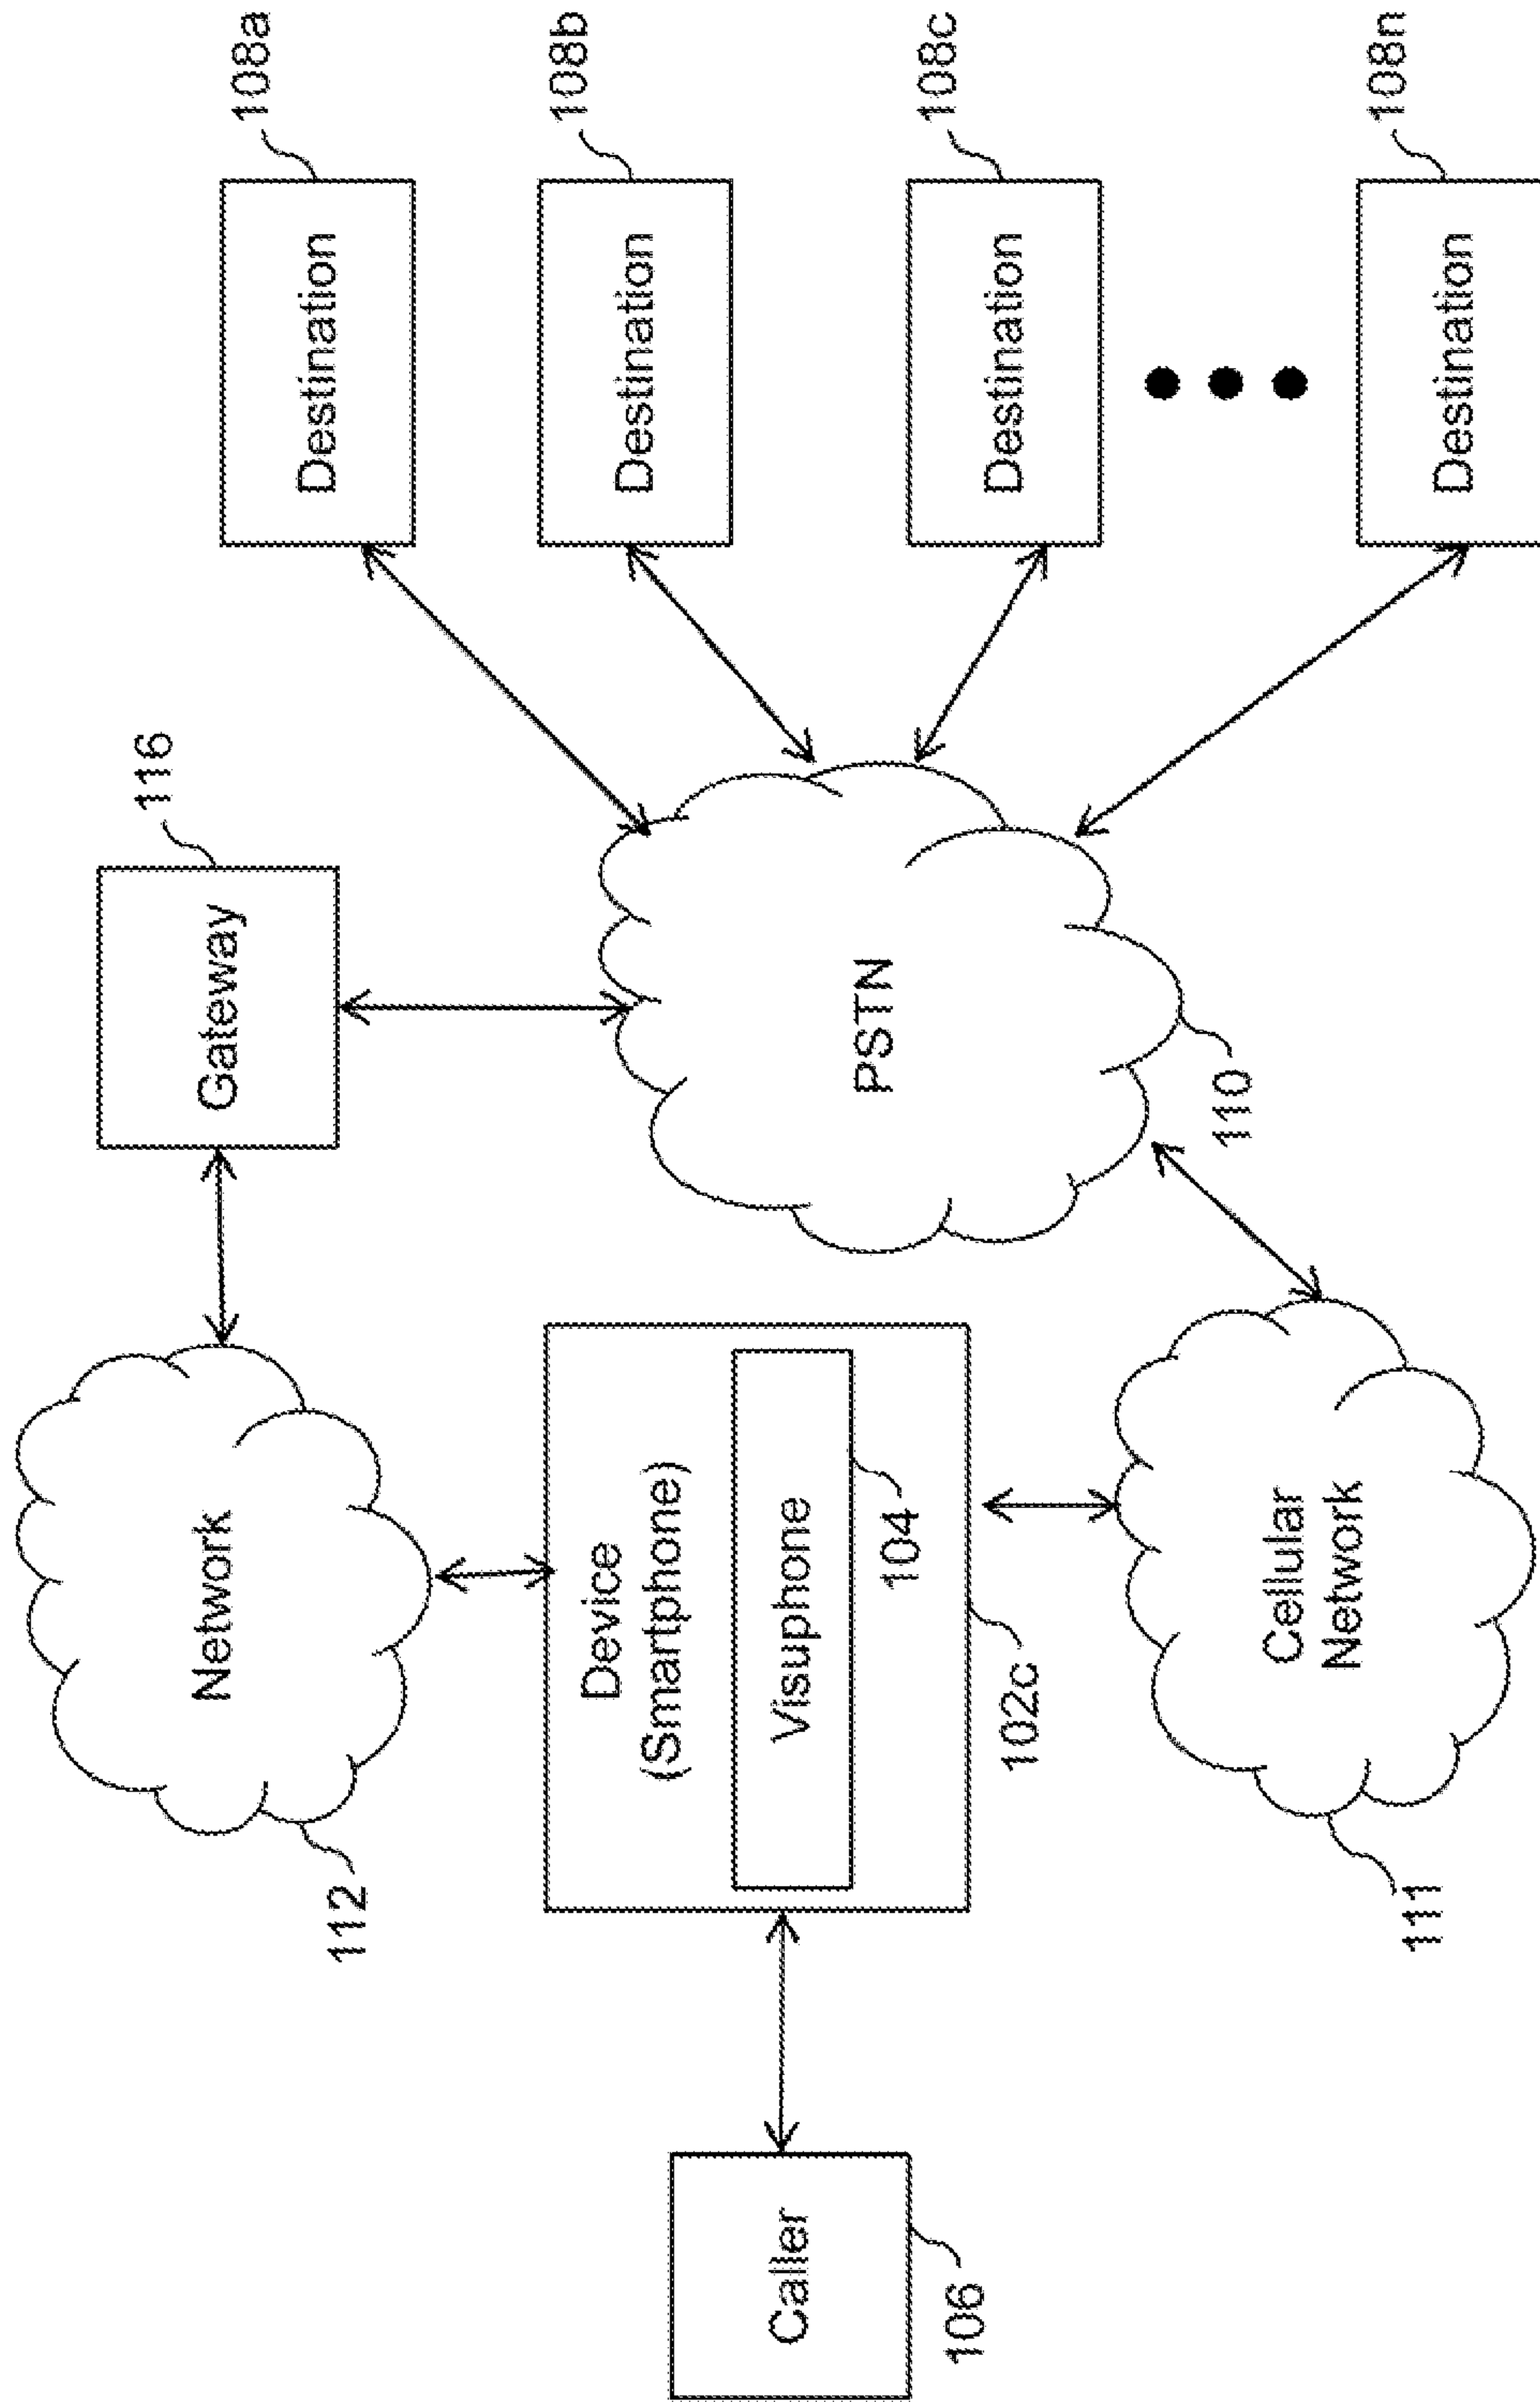 108a
108b
108c
108n
Destination
Destination
Destination
Destination
116
Gateway
PSTN
110
Network
112
Device
(Smartphone)
Visuphone
104
102c
Cellular
Network
111
Caller
106